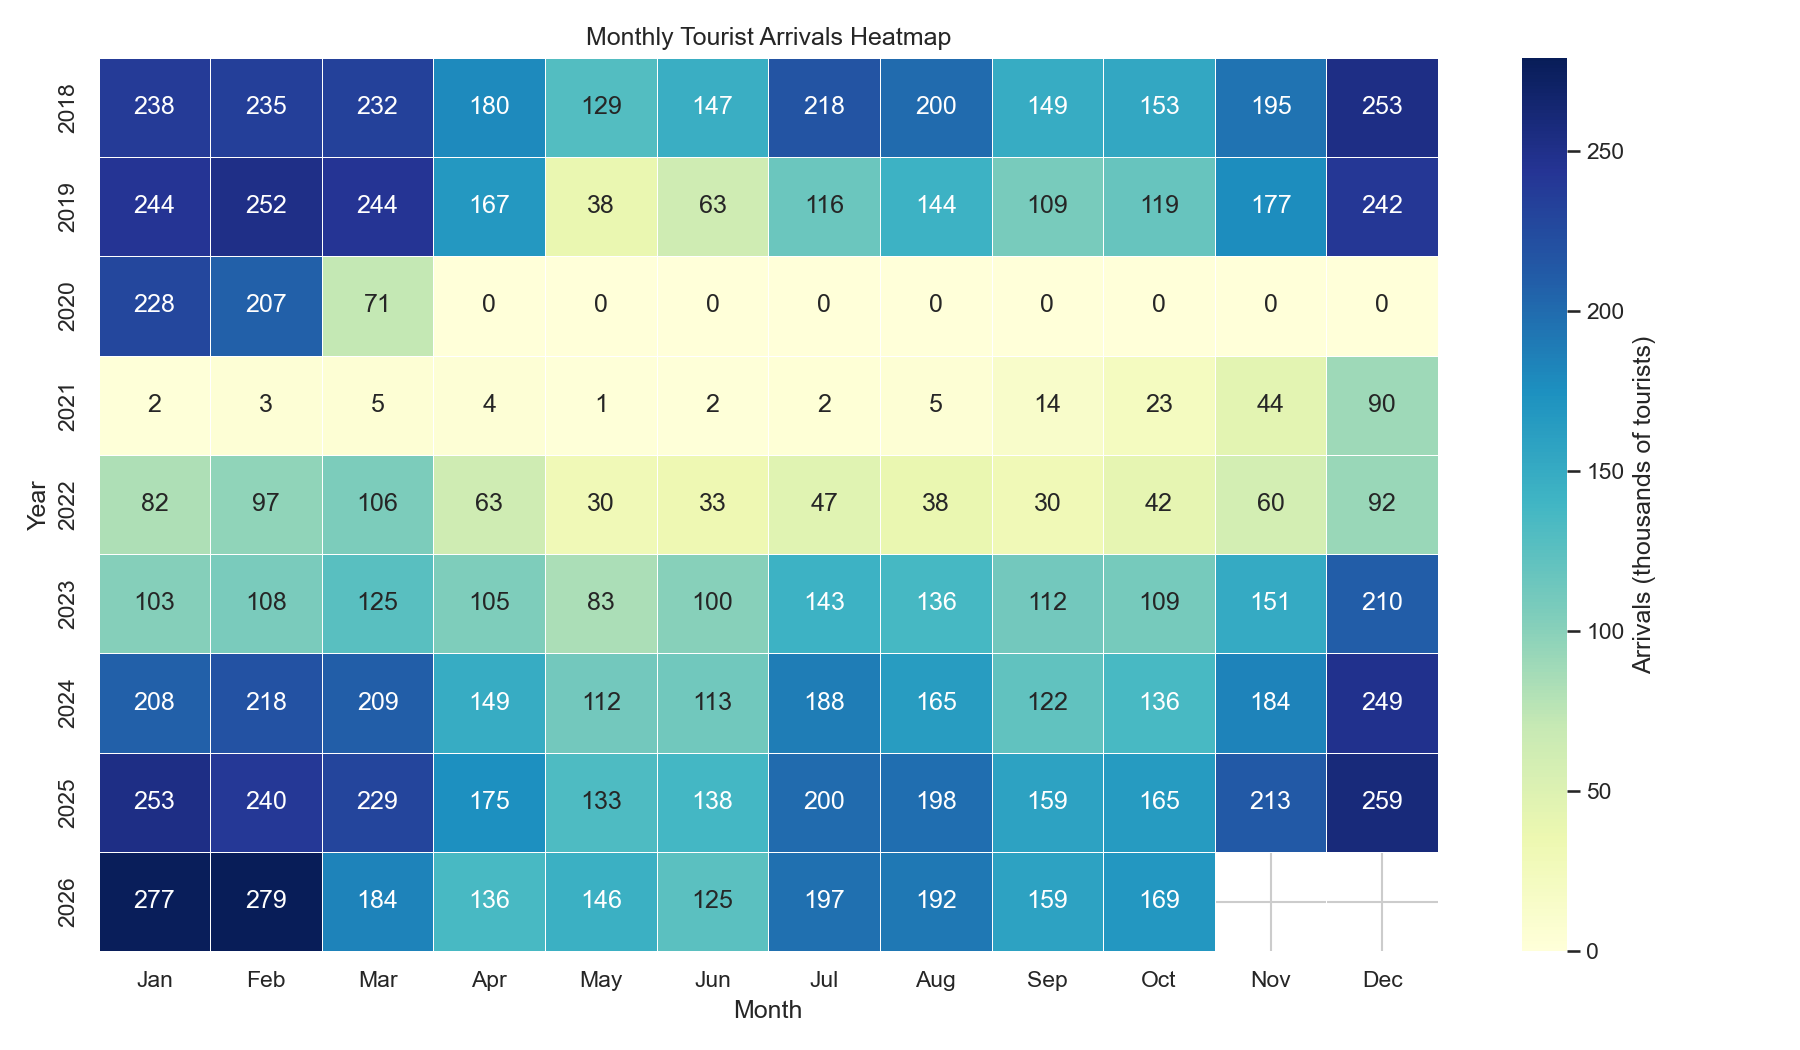 Monthly Tourist Arrivals Heatmap
2018 238 235 232 180 129 147 218 200 149 153 195 253
2019 244 252 244 167 38 63 116 144 109 119 177 242
2020 228 207 71 0 0 0 0 0 0 0 0 0
2021 2 3 5 4 1 2 2 5 14 23 44 90
2022 82 97 106 63 30 33 47 38 30 42 60 92
2023 103 108 125 105 83 100 143 136 112 109 151 210
2024 208 218 209 149 112 113 188 165 122 136 184 249
2025 253 240 229 175 133 138 200 198 159 165 213 259
2026 277 279 184 136 146 125 197 192 159 169
Jan Feb Mar Apr May Jun Jul Aug Sep Oct Nov Dec
Month
Year
250
200
150
100
50
0
Arrivals (thousands of tourists)